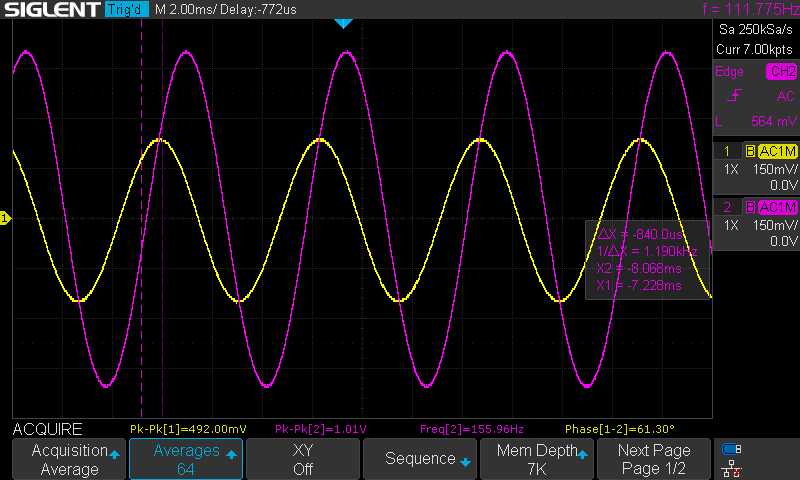 SIGLENT Trig'd M 2.00ms/ Delay:-772us f = 111.775Hz
Sa 250kSa/s
Curr 7.00kpts
Edge CH2
AC
L 564 mV
1 B AC1M
1X 150mV/
0.0V
2 B AC1M
1X 150mV/
0.0V
1
ΔX = -840.0us
1/ΔX = 1.190kHz
X2 = -8.068ms
X1 = -7.228ms
ACQUIRE Pk-Pk[1]=492.00mV Pk-Pk[2]=1.01V Freq[2]=155.96Hz Phase[1-2]=61.30°
Acquisition Averages XY Sequence Mem Depth Next Page
Average 64 Off 7K Page 1/2